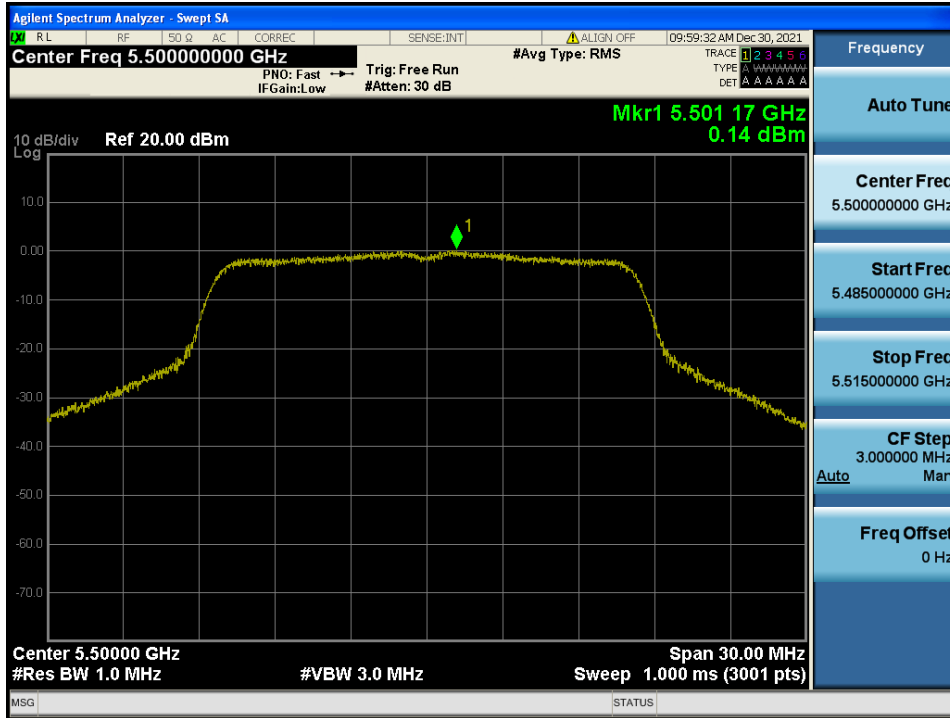 Agilent Spectrum Analyzer - Swept SA
LXI RL RF 50 Ω AC CORREC SENSE:INT ALIGN OFF 09:59:32 AM Dec 30, 2021
Center Freq 5.500000000 GHz
PNO: Fast
IFGain:Low
Trig: Free Run
#Atten: 30 dB
#Avg Type: RMS
TRACE 1 2 3 4 5 6
TYPE A WWWWW
DET A A A A A A
Mkr1 5.501 17 GHz
0.14 dBm
10 dB/div Ref 20.00 dBm
Log
10.0
1
0.00
-10.0
-20.0
-30.0
-40.0
-50.0
-60.0
-70.0
Center 5.50000 GHz Span 30.00 MHz
#Res BW 1.0 MHz #VBW 3.0 MHz Sweep 1.000 ms (3001 pts)
MSG STATUS
Frequency
Auto Tune
Center Freq
5.500000000 GHz
Start Freq
5.485000000 GHz
Stop Freq
5.515000000 GHz
CF Step
3.000000 MHz
Auto Man
Freq Offset
0 Hz